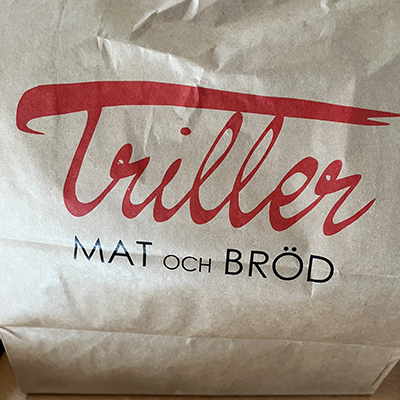 Triller
MAT OCH BRÖD